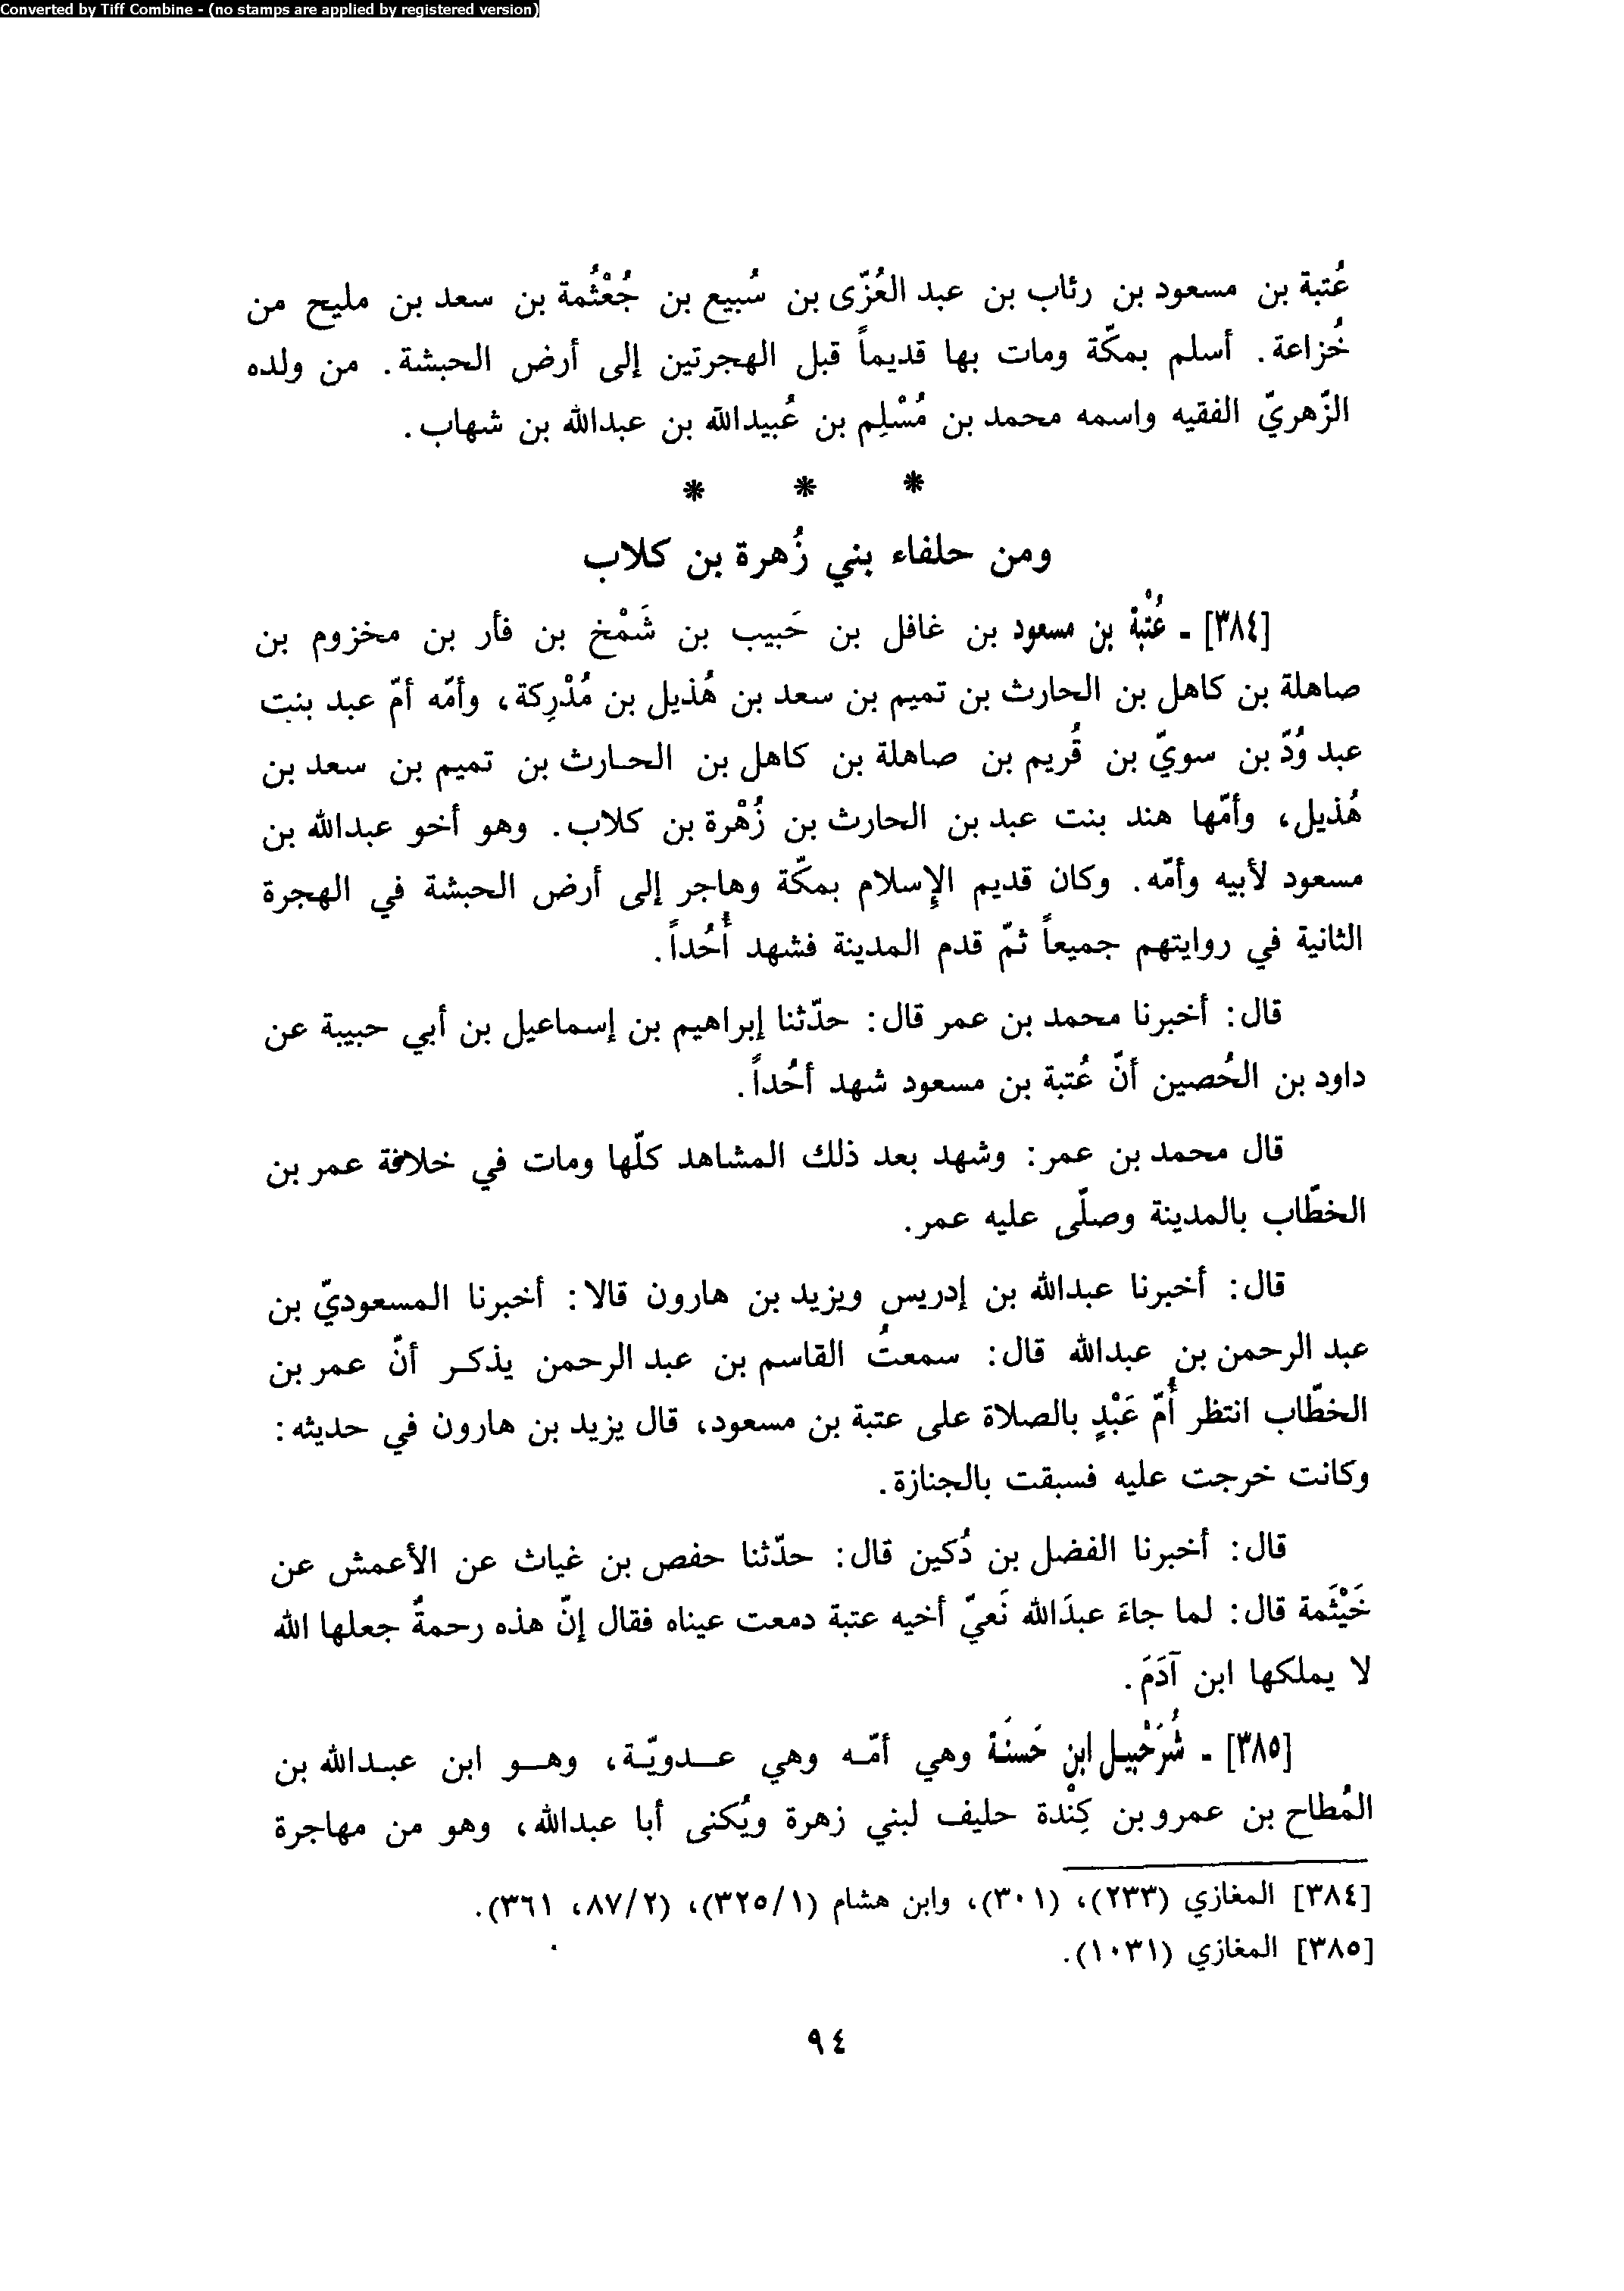 Converted by Tiff Combine - (no stamps are applied by registered version)
عُتبة بن مسعود بن رئاب بن عبد العُزّى بن سُبيع بن جُعْثُمة بن سعد بن مليح من
خُزاعة. أسلم بمكّة ومات بها قديماً قبل الهجرتين إلى أرض الحبشة. من ولده
الزّهريّ الفقيه واسمه محمد بن مُسْلِم بن عُبيدالله بن عبدالله بن شهاب.
* * *
ومن حلفاء بني زُهرة بن كلاب
[٣٨٤] - عُتْبة بن مسعود بن غافل بن حَبيب بن شَمْخ بن فأر بن مخزوم بن
صاهلة بن كاهل بن الحارث بن تميم بن سعد بن هُذيل بن مُدْرِكة، وأمّه أمّ عبد بنت
عبد وُدّ بن سويّ بن قُريم بن صاهلة بن كاهل بن الحارث بن تميم بن سعد بن
هُذيل، وأمّها هند بنت عبد بن الحارث بن زُهْرة بن كلاب. وهو أخو عبدالله بن
مسعود لأبيه وأمّه. وكان قديم الإِسلام بمكّة وهاجر إلى أرض الحبشة في الهجرة
الثانية في روايتهم جميعاً ثمّ قدم المدينة فشهد أُحُداً.
قال: أخبرنا محمد بن عمر قال: حدّثنا إبراهيم بن إسماعيل بن أبي حبيبة عن
داود بن الحُصين أنّ عُتبة بن مسعود شهد أحُداً.
قال محمد بن عمر: وشهد بعد ذلك المشاهد كلّها ومات في خلافة عمر بن
الخطّاب بالمدينة وصلّى عليه عمر.
قال: أخبرنا عبدالله بن إدريس ويزيد بن هارون قالا: أخبرنا المسعوديّ بن
عبد الرحمن بن عبدالله قال: سمعتُ القاسم بن عبد الرحمن يذكر أنّ عمر بن
الخطّاب انتظر أُمّ عَبْدٍ بالصلاة على عتبة بن مسعود، قال يزيد بن هارون في حديثه:
وكانت خرجت عليه فسبقت بالجنازة.
قال: أخبرنا الفضل بن دُكين قال: حدّثنا حفص بن غياث عن الأعمش عن
خَيْثَمة قال: لما جاءَ عبدَالله نَعيّ أخيه عتبة دمعت عيناه فقال إنّ هذه رحمةٌ جعلها الله
لا يملكها ابن آدَمَ.
[٣٨٥] - شُرَحْبيل ابن حَسنَة وهي أمّه وهي عدويّة، وهو ابن عبدالله بن
المُطاح بن عمرو بن كِنْدة حليف لبني زهرة ويُكنى أبا عبدالله، وهو من مهاجرة
[٣٨٤] المغازي (٢٣٣)، (٣٠١)، وابن هشام (٣٢٥/١)، (٨٧/٢، ٣٦١).
[٣٨٥] المغازي (١٠٣١).
٩٤